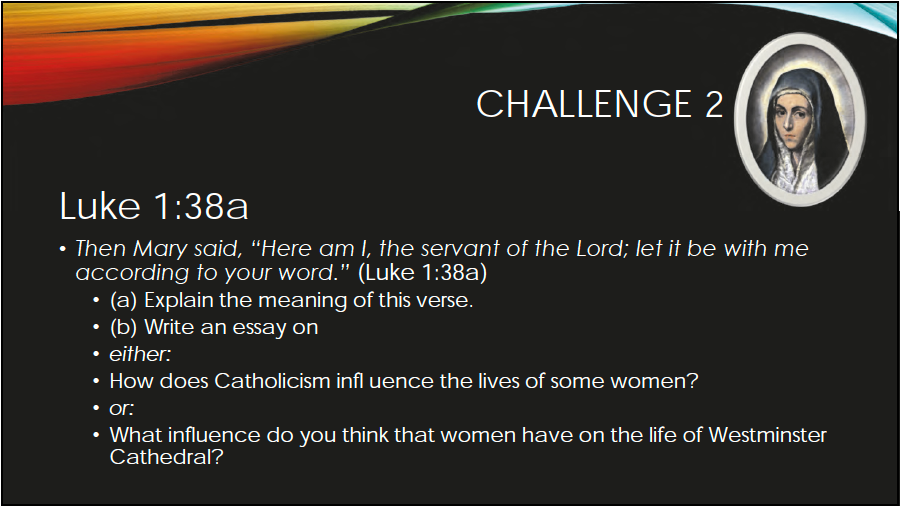 CHALLENGE 2
Luke 1:38a
• Then Mary said, “Here am I, the servant of the Lord; let it be with me
according to your word.” (Luke 1:38a)
• (a) Explain the meaning of this verse.
• (b) Write an essay on
• either:
• How does Catholicism infl uence the lives of some women?
• or:
• What influence do you think that women have on the life of Westminster
Cathedral?